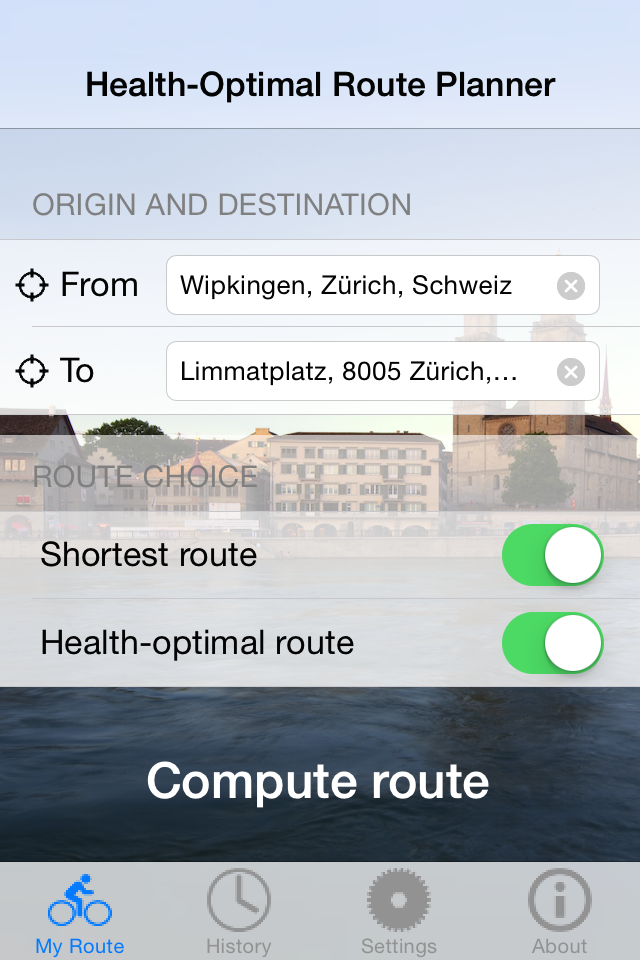 Health-Optimal Route Planner
ORIGIN AND DESTINATION
From
Wipkingen, Zürich, Schweiz
To
Limmatplatz, 8005 Zürich,...
ROUTE CHOICE
Shortest route
Health-optimal route
Compute route
My Route
History
Settings
About